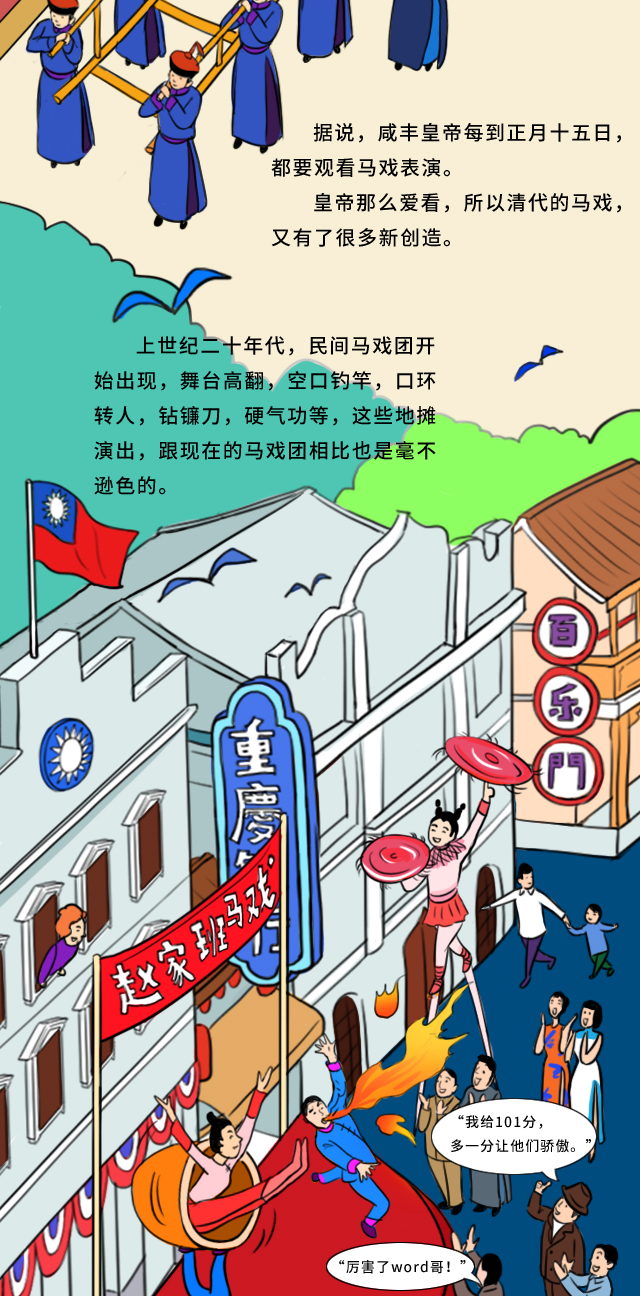 据说，咸丰皇帝每到正月十五日，
都要观看马戏表演。
皇帝那么爱看，所以清代的马戏，
又有了很多新创造。
上世纪二十年代，民间马戏团开
始出现，舞台高翻，空口钓竿，口环
转人，钻镰刀，硬气功等，这些地摊
演出，跟现在的马戏团相比也是毫不
逊色的。
百乐門
重慶
赵家班马戏
“我给101分，
多一分让他们骄傲。”
“厉害了word哥！”